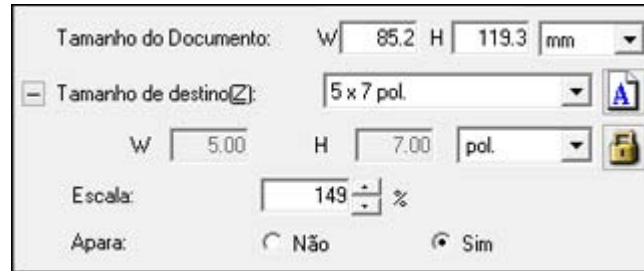 Tamanho do Documento: W 85.2 H 119.3 mm
Tamanho de destino(Z): 5 x 7 pol. A
W 5.00 H 7.00 pol.
Escala: 149 %
Apara: Não Sim